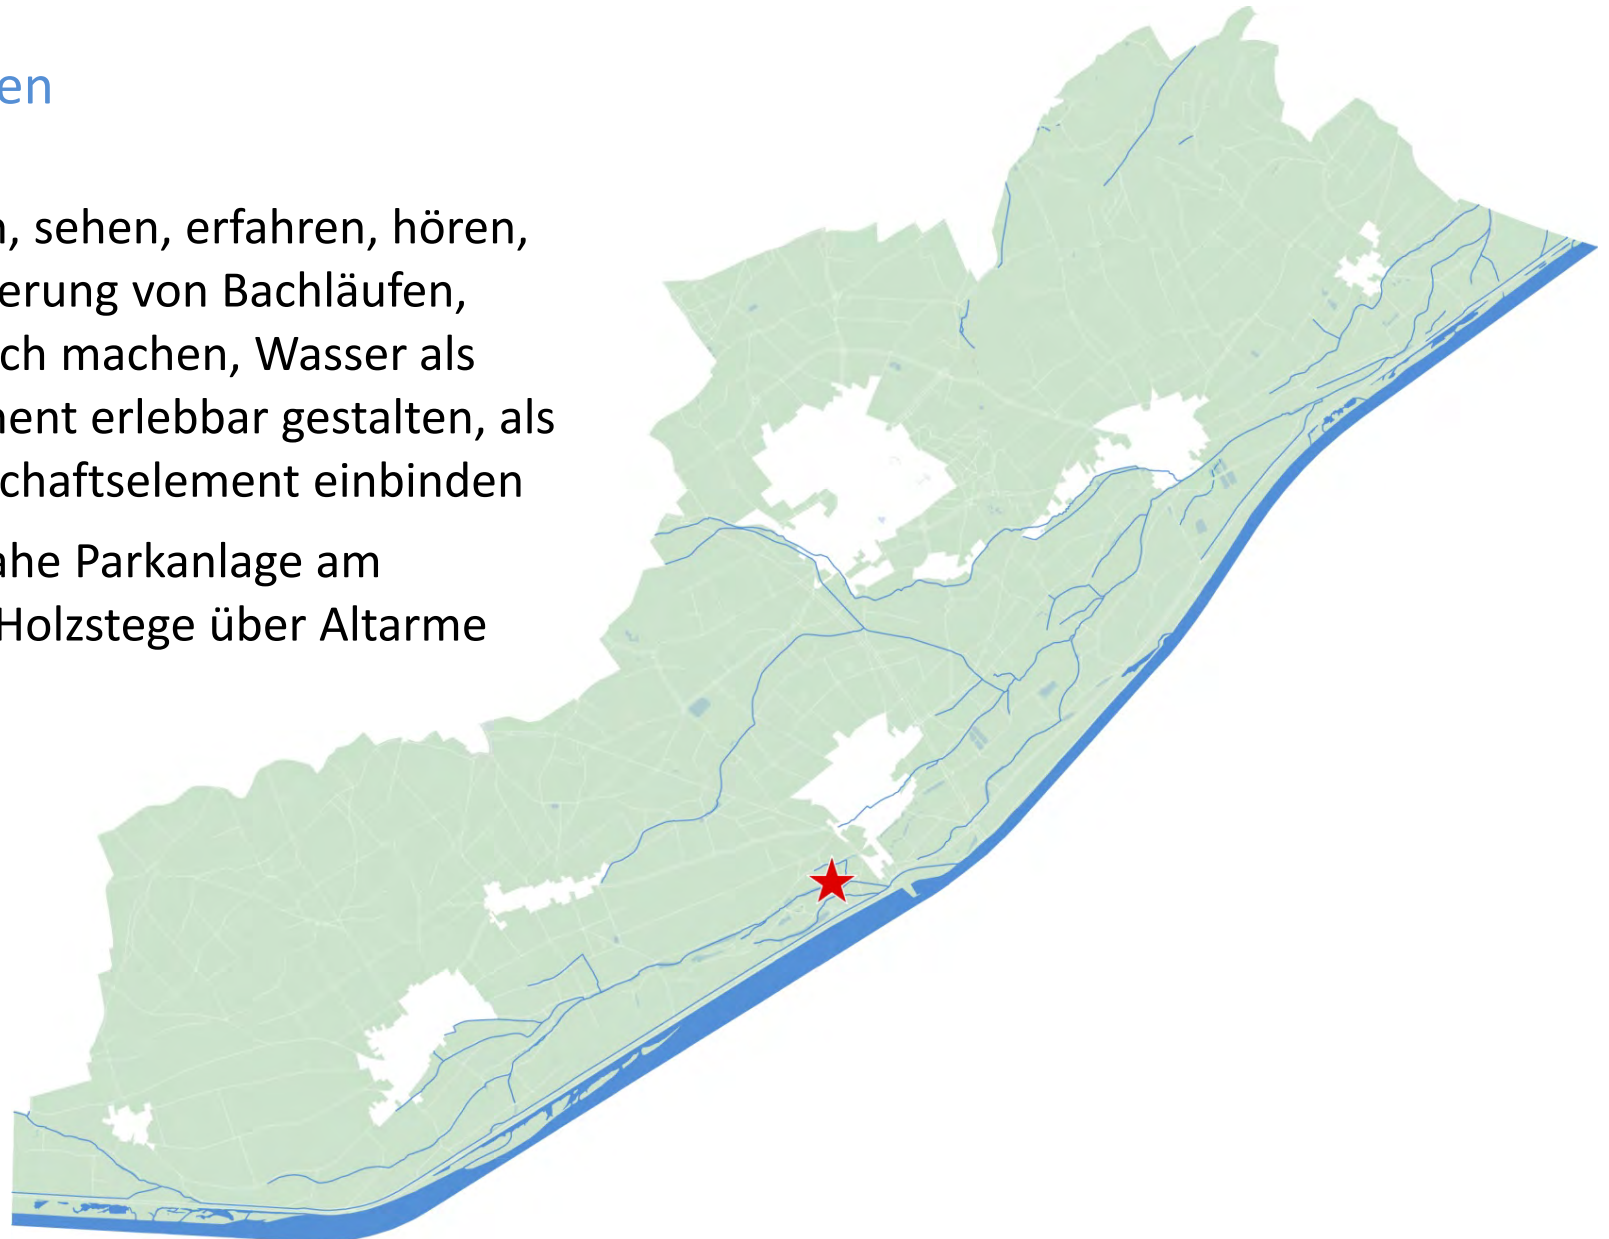 en
n, sehen, erfahren, hören,
erung von Bachläufen,
ch machen, Wasser als
nent erlebbar gestalten, als
chaftselement einbinden
ahe Parkanlage am
Holzstege über Altarme